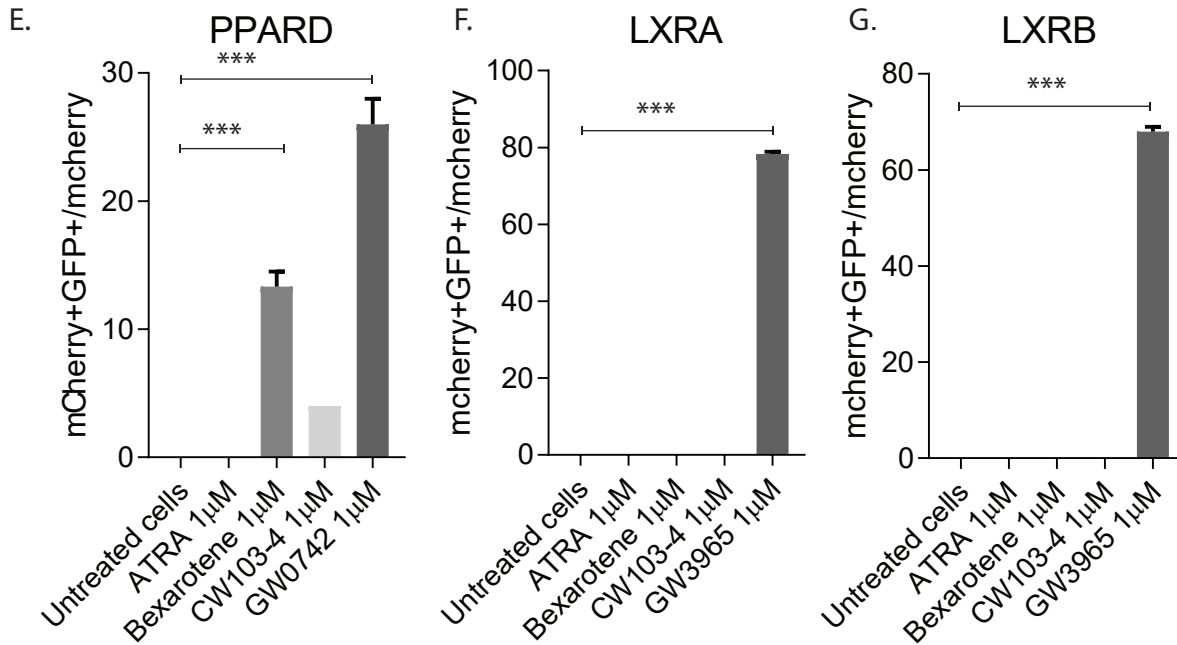 E.
PPARD
mCherry+GFP+/mcherry
30
20
10
0
***
***
Untreated cells
ATRA 1μM
Bexarotene 1μM
CW103-4 1μM
GW0742 1μM
F.
LXRA
mcherry+GFP+/mcherry
100
80
60
40
20
0
***
Untreated cells
ATRA 1μM
Bexarotene 1μM
CW103-4 1μM
GW3965 1μM
G.
LXRB
mcherry+GFP+/mcherry
80
60
40
20
0
***
Untreated cells
ATRA 1μM
Bexarotene 1μM
CW103-4 1μM
GW3965 1μM